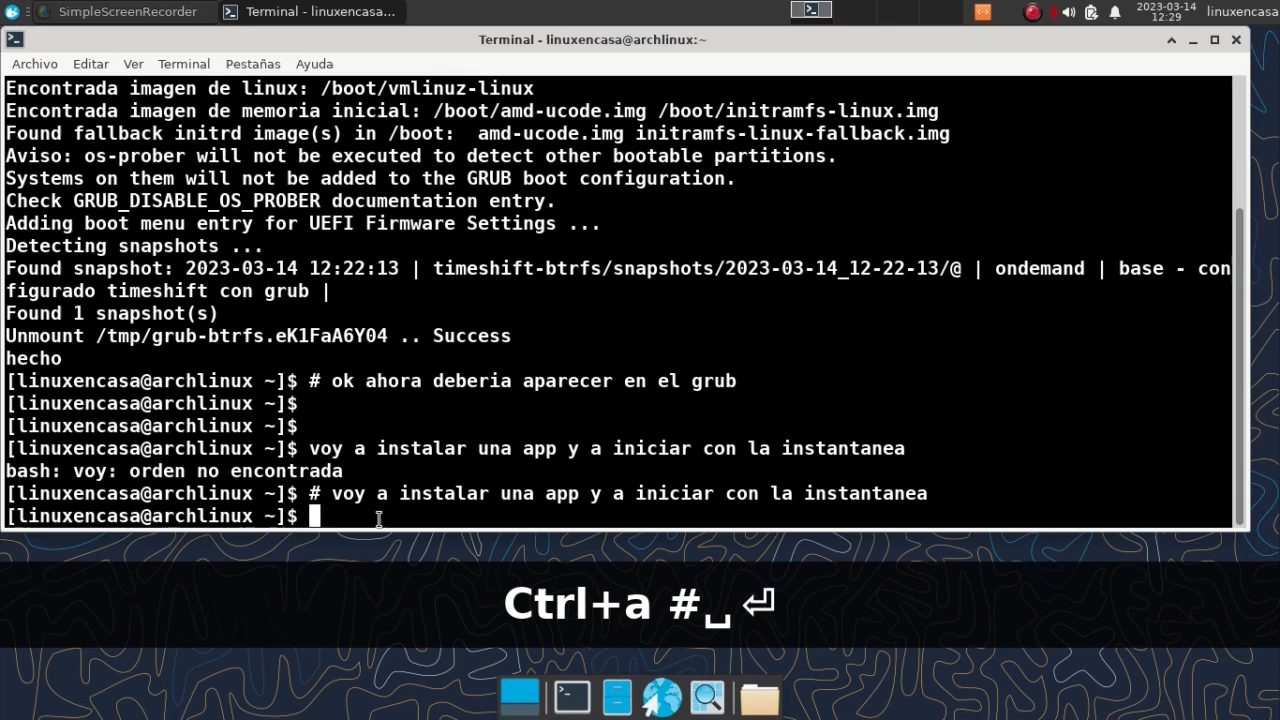 SimpleScreenRecorder
Terminal - linuxencasa...
2023-03-14
12:29
linuxencasa
Terminal - linuxencasa@archlinux:~
Archivo Editar Ver Terminal Pestañas Ayuda
Encontrada imagen de linux: /boot/vmlinuz-linux
Encontrada imagen de memoria inicial: /boot/amd-ucode.img /boot/initramfs-linux.img
Found fallback initrd image(s) in /boot:  amd-ucode.img initramfs-linux-fallback.img
Aviso: os-prober will not be executed to detect other bootable partitions.
Systems on them will not be added to the GRUB boot configuration.
Check GRUB_DISABLE_OS_PROBER documentation entry.
Adding boot menu entry for UEFI Firmware Settings ...
Detecting snapshots ...
Found snapshot: 2023-03-14 12:22:13 | timeshift-btrfs/snapshots/2023-03-14_12-22-13/@ | ondemand | base - con
figurado timeshift con grub |
Found 1 snapshot(s)
Unmount /tmp/grub-btrfs.eK1FaA6Y04 .. Success
hecho
[linuxencasa@archlinux ~]$ # ok ahora deberia aparecer en el grub
[linuxencasa@archlinux ~]$
[linuxencasa@archlinux ~]$
[linuxencasa@archlinux ~]$ voy a instalar una app y a iniciar con la instantanea
bash: voy: orden no encontrada
[linuxencasa@archlinux ~]$ # voy a instalar una app y a iniciar con la instantanea
[linuxencasa@archlinux ~]$
Ctrl+a #␣⏎